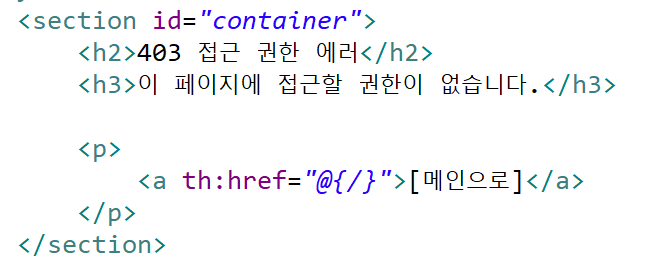 <section id="container">
<h2>403 접근 권한 에러</h2>
<h3>이 페이지에 접근할 권한이 없습니다.</h3>
<p>
<a th:href="@{/}">[메인으로]</a>
</p>
</section>